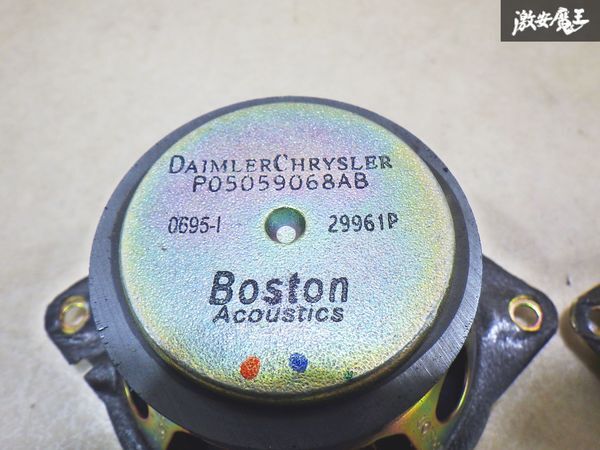 激安魔王
DAIMLERCHRYSLER
P05059068AB
0695-I 29961P
Boston
Acoustics